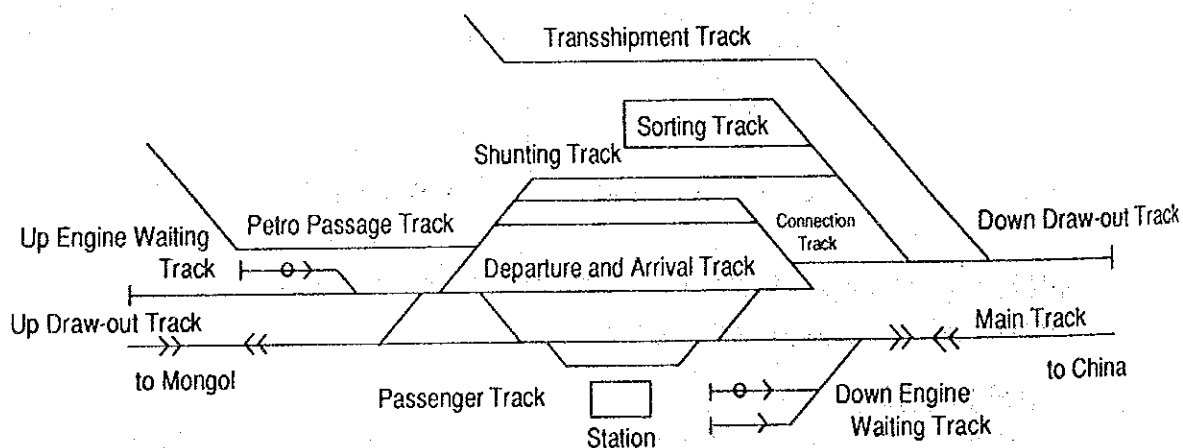 Transshipment Track
Sorting Track
Shunting Track
Petro Passage Track
Connection
Track
Down Draw-out Track
Up Engine Waiting
Track
Departure and Arrival Track
Up Draw-out Track
Main Track
to Mongol
to China
Passenger Track
Station
Down Engine
Waiting Track